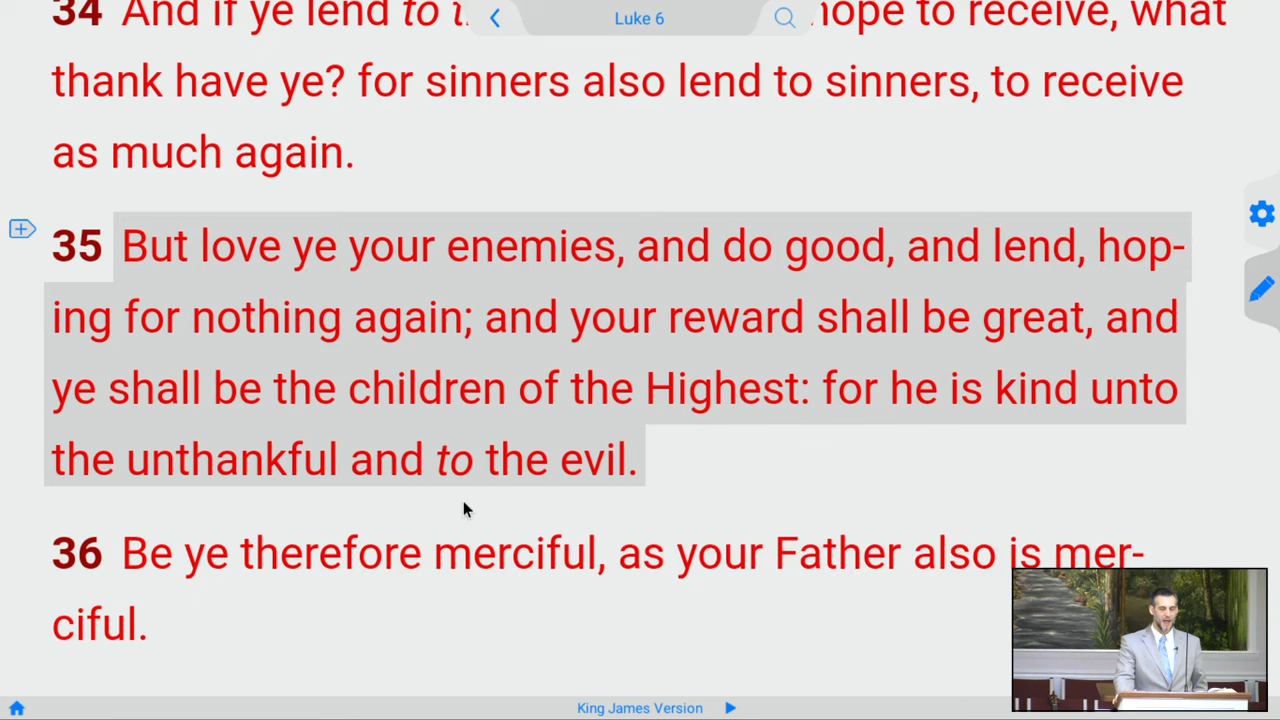 34 And if ye lend to hope to receive, what
Luke 6
thank have ye? for sinners also lend to sinners, to receive
as much again.
35 But love ye your enemies, and do good, and lend, hop-
ing for nothing again; and your reward shall be great, and
ye shall be the children of the Highest: for he is kind unto
the unthankful and to the evil.
36 Be ye therefore merciful, as your Father also is mer-
ciful.
King James Version